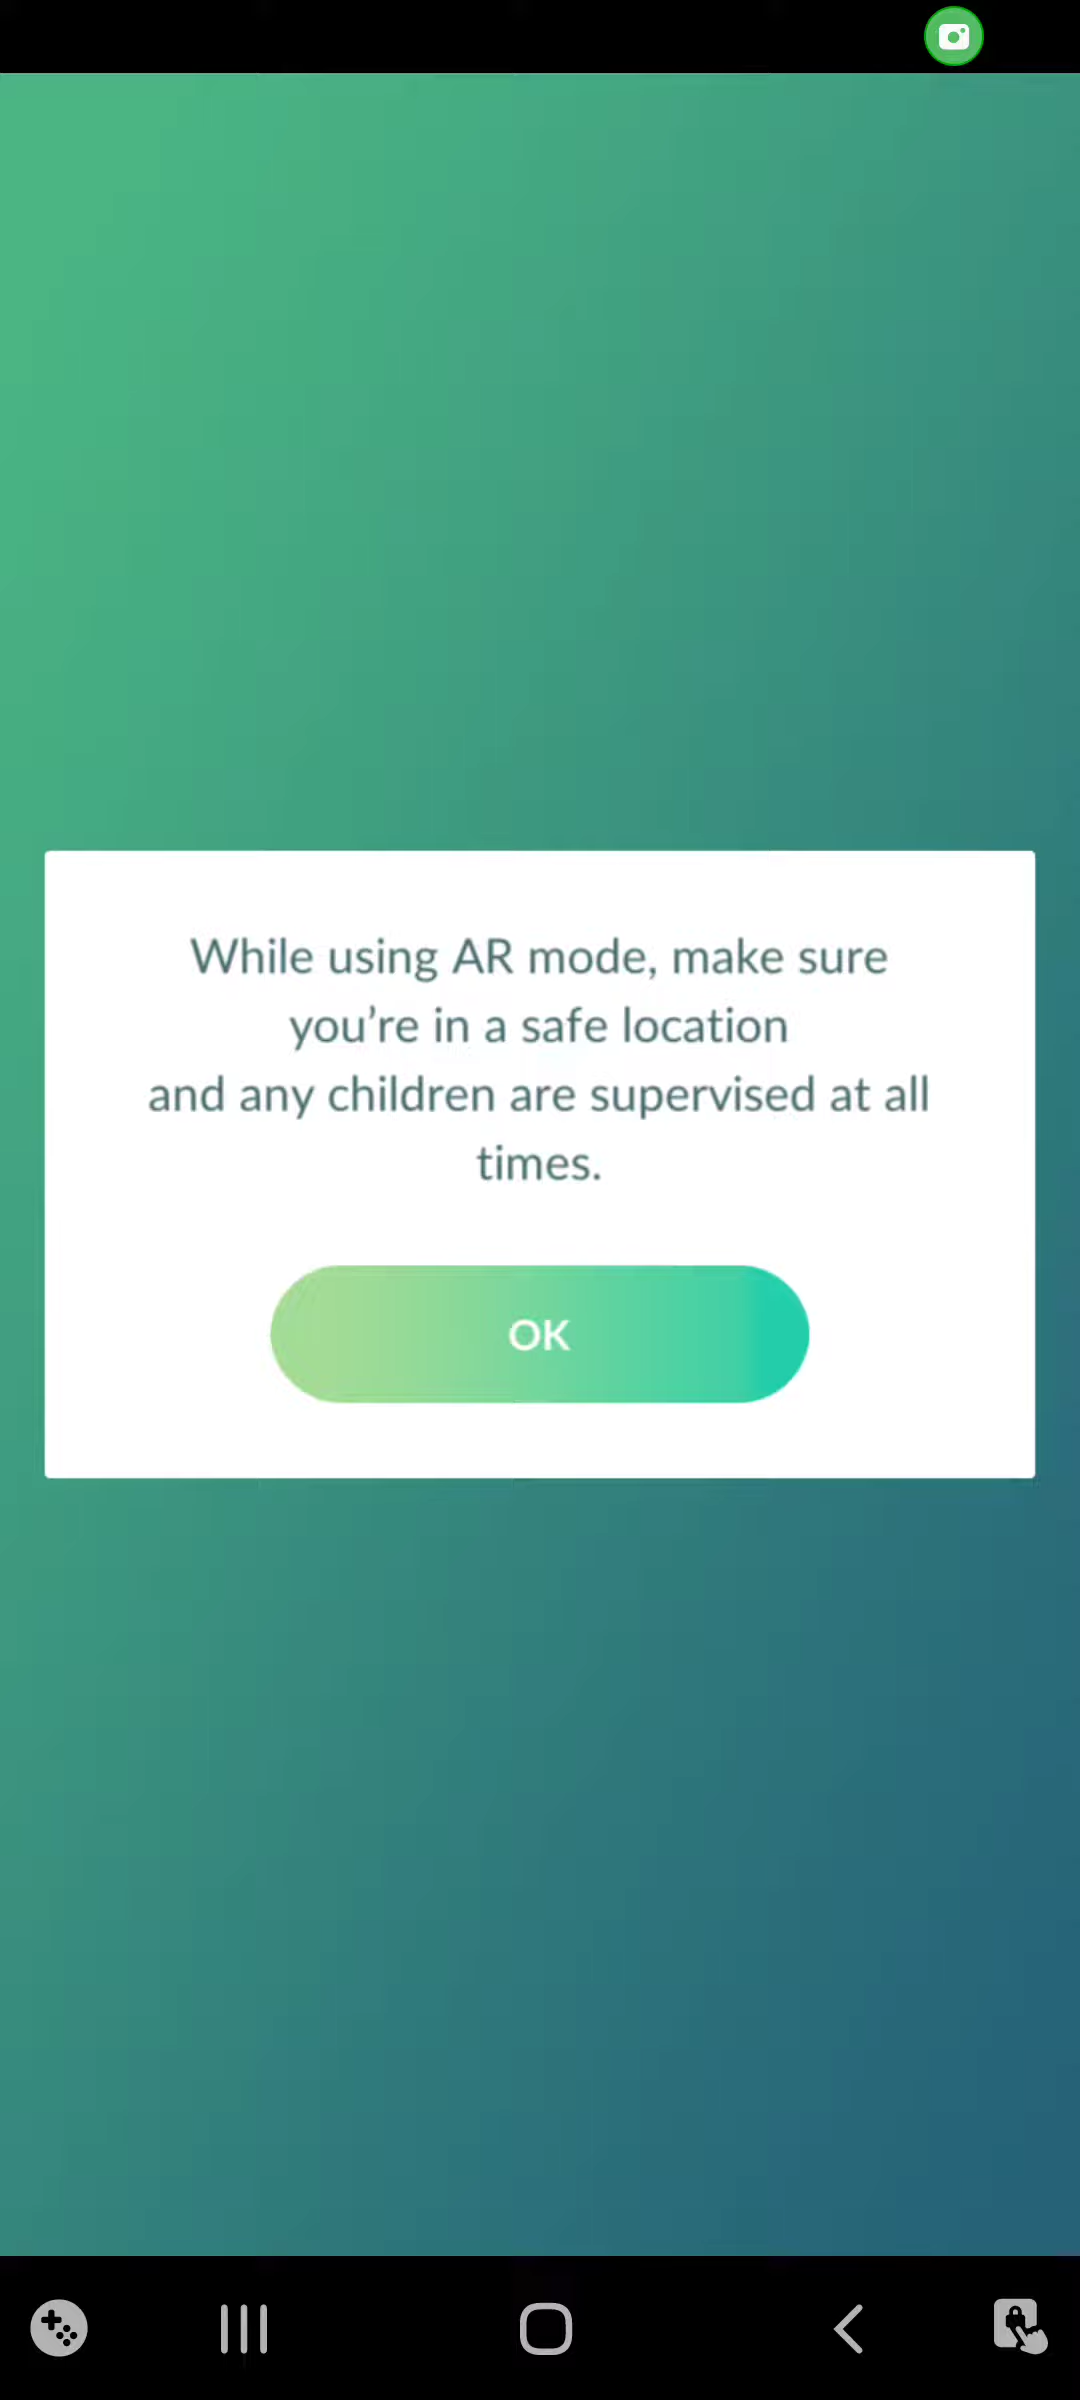 While using AR mode, make sure
you’re in a safe location
and any children are supervised at all
times.
OK